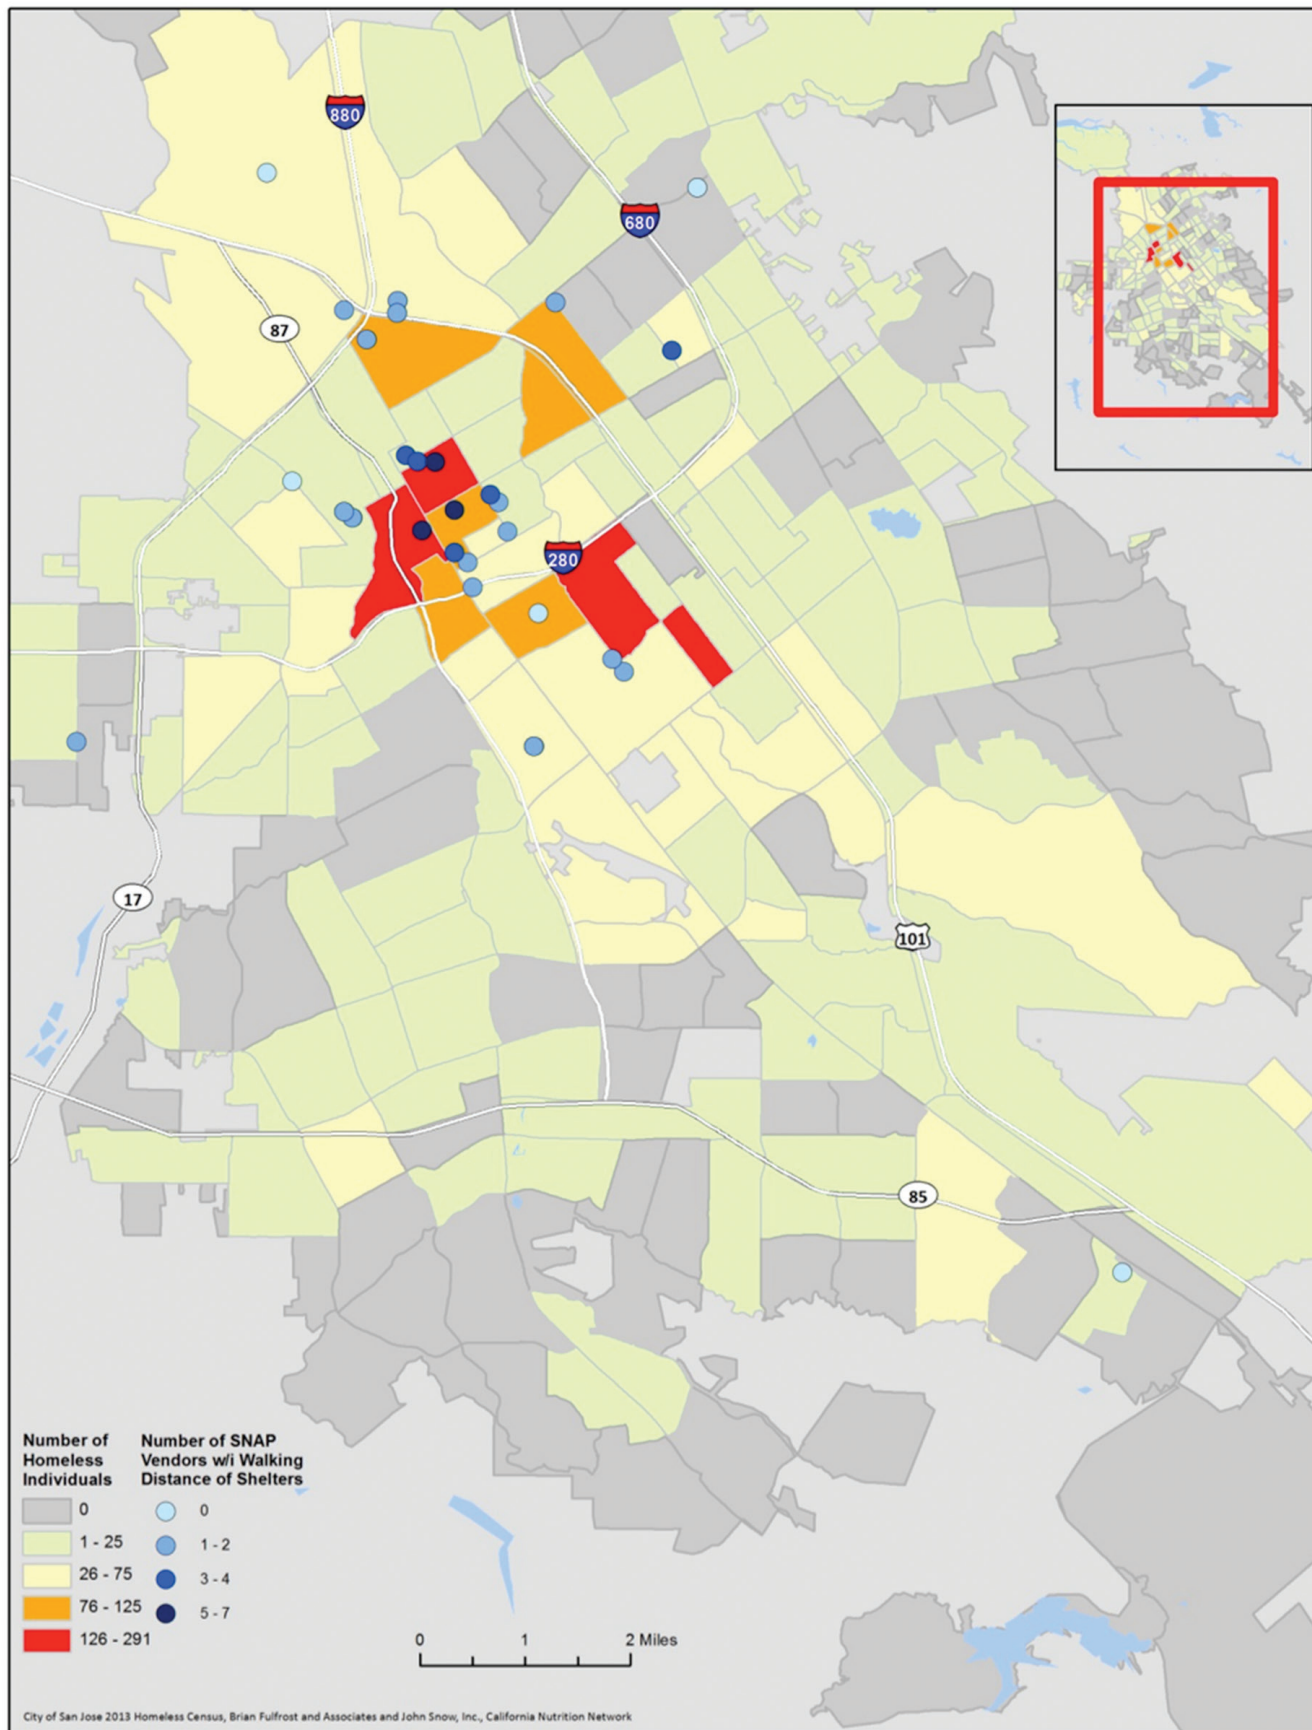 880
680
87
280
17
101
85
Number of Homeless Individuals
0
1 - 25
26 - 75
76 - 125
126 - 291
Number of SNAP Vendors w/i Walking Distance of Shelters
0
1 - 2
3 - 4
5 - 7
0 1 2 Miles
City of San Jose 2013 Homeless Census, Brian Fulfrost and Associates and John Snow, Inc., California Nutrition Network